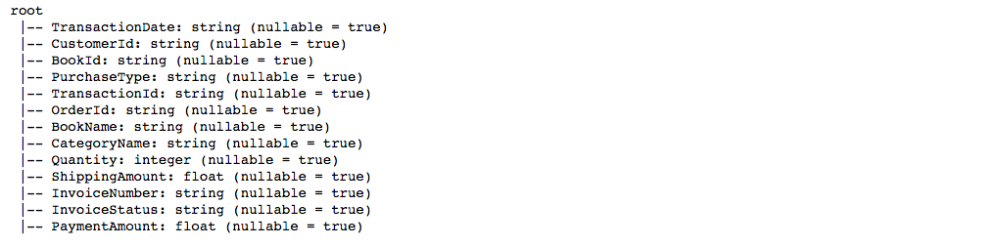 root
 |-- TransactionDate: string (nullable = true)
 |-- CustomerId: string (nullable = true)
 |-- BookId: string (nullable = true)
 |-- PurchaseType: string (nullable = true)
 |-- TransactionId: string (nullable = true)
 |-- OrderId: string (nullable = true)
 |-- BookName: string (nullable = true)
 |-- CategoryName: string (nullable = true)
 |-- Quantity: integer (nullable = true)
 |-- ShippingAmount: float (nullable = true)
 |-- InvoiceNumber: string (nullable = true)
 |-- InvoiceStatus: string (nullable = true)
 |-- PaymentAmount: float (nullable = true)